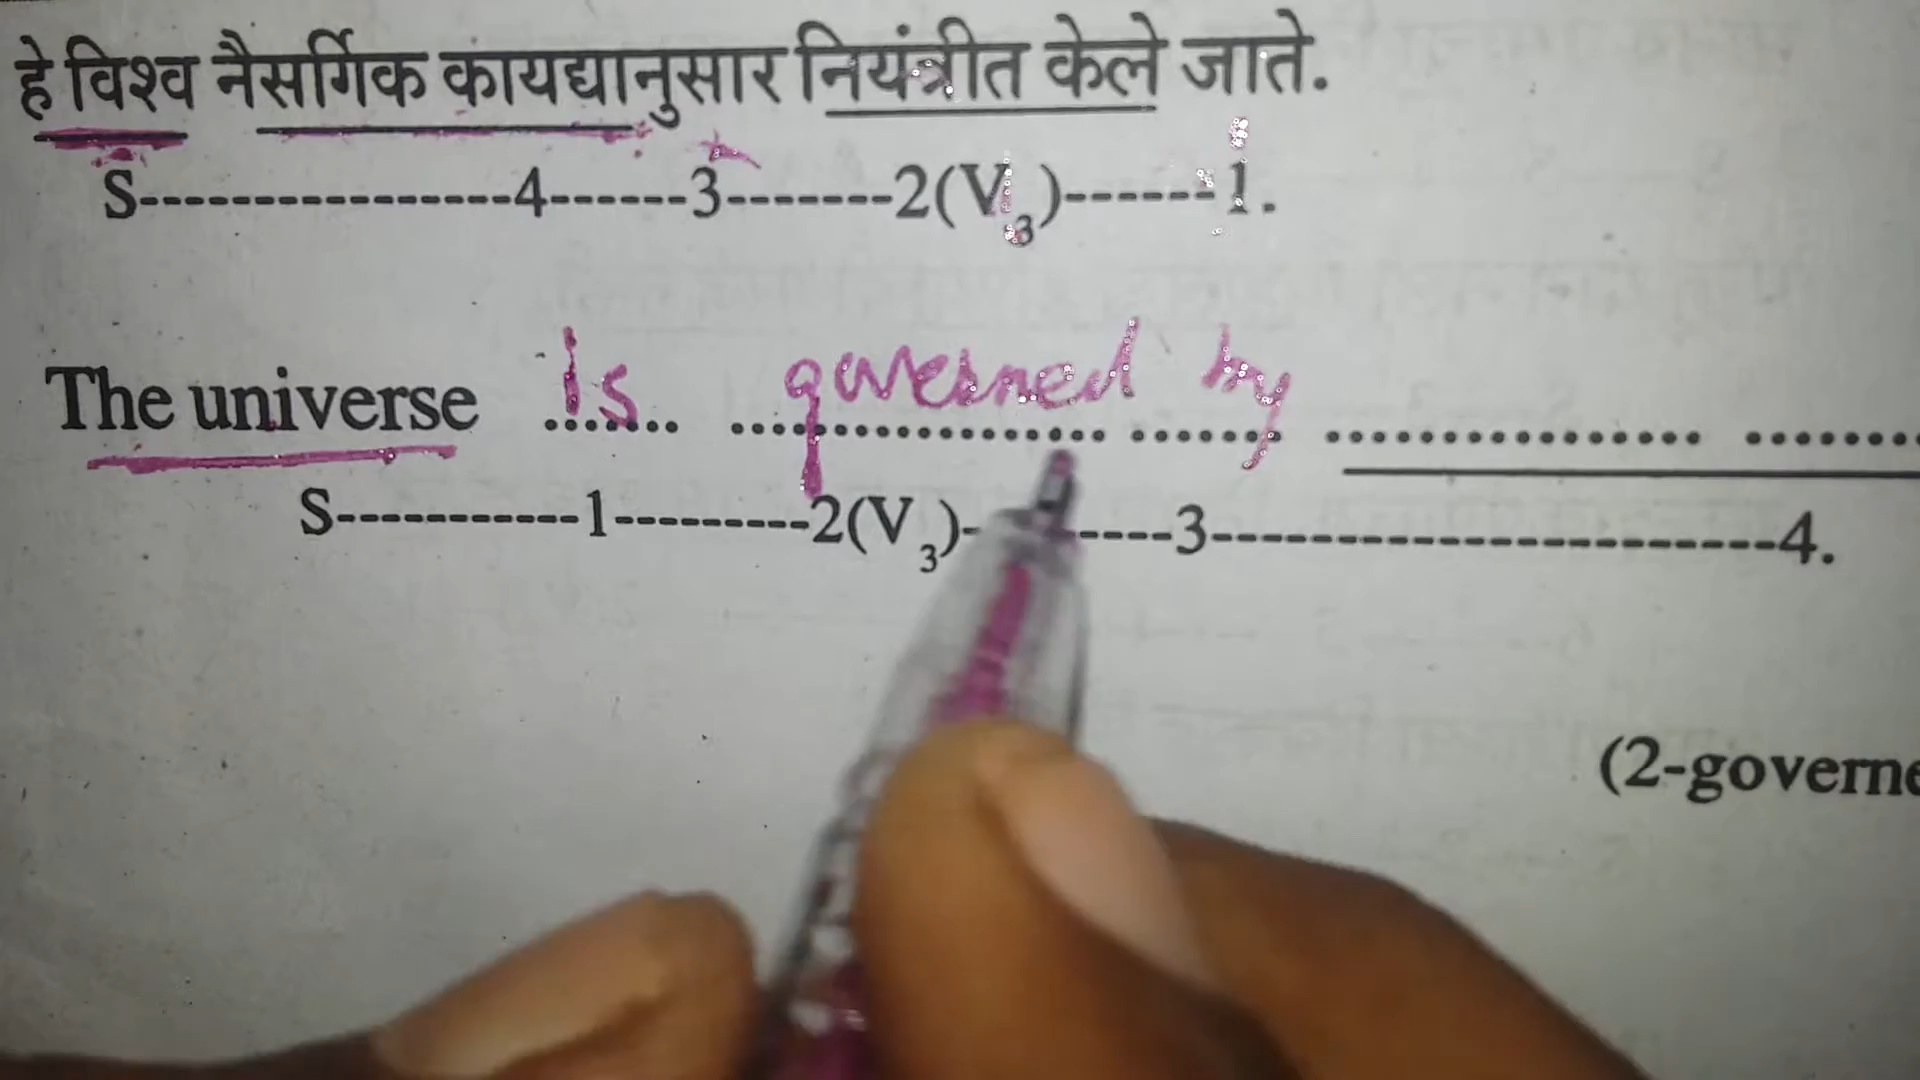 हे विश्व नैसर्गिक कायद्यानुसार नियंत्रीत केले जाते.
S-----------------4------3-------2(V3)------1.
The universe is governed by
S-----------1---------2(V3)- -----3-------------------------4.
(2-governe